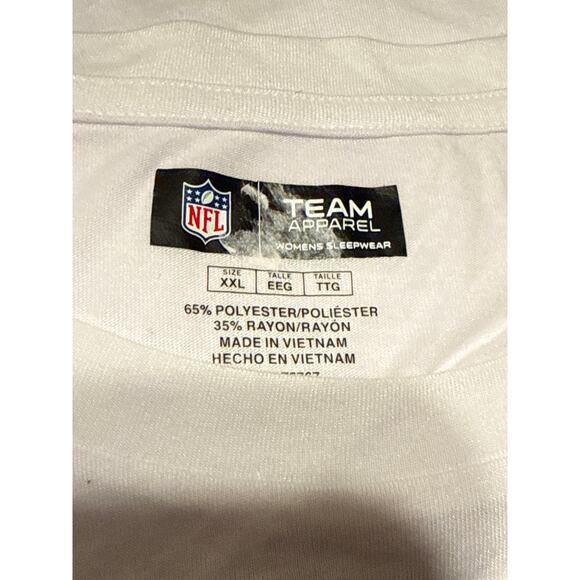 NFL
TEAM
APPAREL
WOMENS SLEEPWEAR
SIZE TALLE TAILLE
XXL EEG TTG
65% POLYESTER/POLIÉSTER
35% RAYON/RAYÓN
MADE IN VIETNAM
HECHO EN VIETNAM